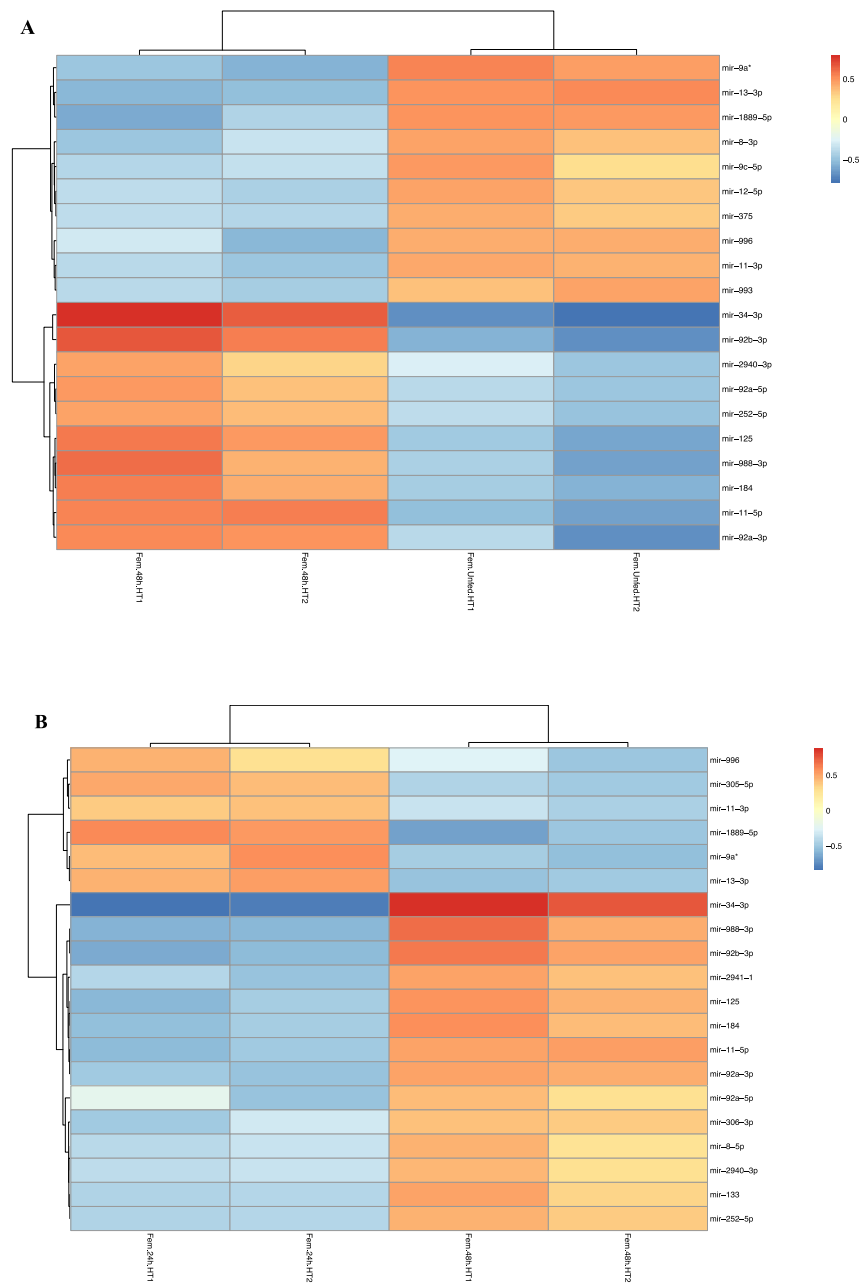 A
mir−9a*
mir−13−3p
mir−1889−5p
mir−8−3p
mir−9c−5p
mir−12−5p
mir−375
mir−996
mir−11−3p
mir−993
mir−34−3p
mir−92b−3p
mir−2940−3p
mir−92a−5p
mir−252−5p
mir−125
mir−988−3p
mir−184
mir−11−5p
mir−92a−3p
0.5
0
−0.5
Fem.48h.HT1
Fem.48h.HT2
Fem.Unfed.HT1
Fem.Unfed.HT2
B
mir−996
mir−305−5p
mir−11−3p
mir−1889−5p
mir−9a*
mir−13−3p
mir−34−3p
mir−988−3p
mir−92b−3p
mir−2941−1
mir−125
mir−184
mir−11−5p
mir−92a−3p
mir−92a−5p
mir−306−3p
mir−8−5p
mir−2940−3p
mir−133
mir−252−5p
0.5
0
−0.5
Fem.24h.HT1
Fem.24h.HT2
Fem.48h.HT1
Fem.48h.HT2